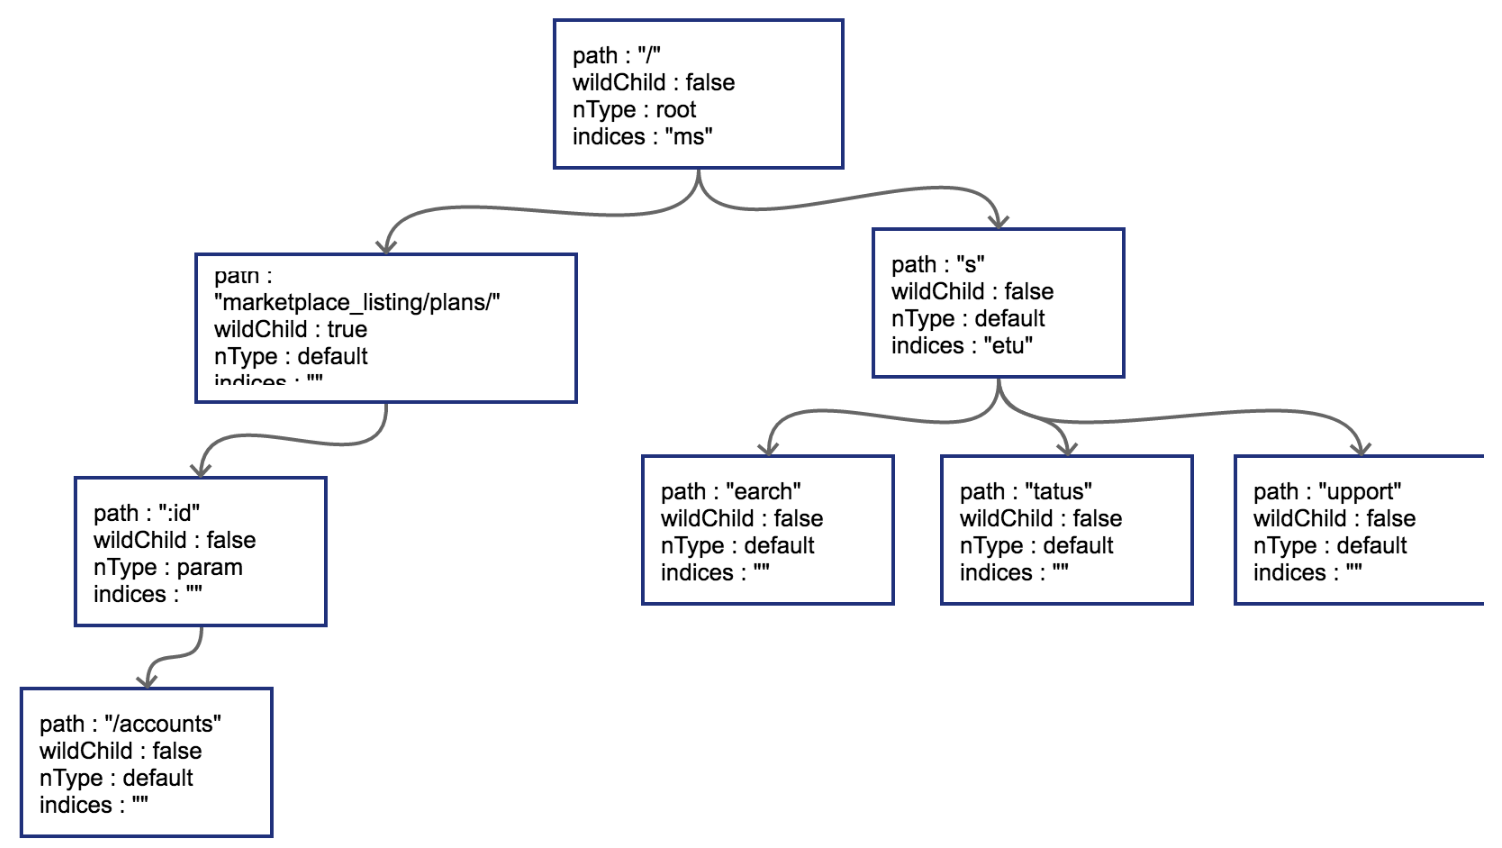 path : "/"
wildChild : false
nType : root
indices : "ms"
path :
"marketplace_listing/plans/"
wildChild : true
nType : default
indices : ""
path : "s"
wildChild : false
nType : default
indices : "etu"
path : ":id"
wildChild : false
nType : param
indices : ""
path : "earch"
wildChild : false
nType : default
indices : ""
path : "tatus"
wildChild : false
nType : default
indices : ""
path : "upport"
wildChild : false
nType : default
indices : ""
path : "/accounts"
wildChild : false
nType : default
indices : ""